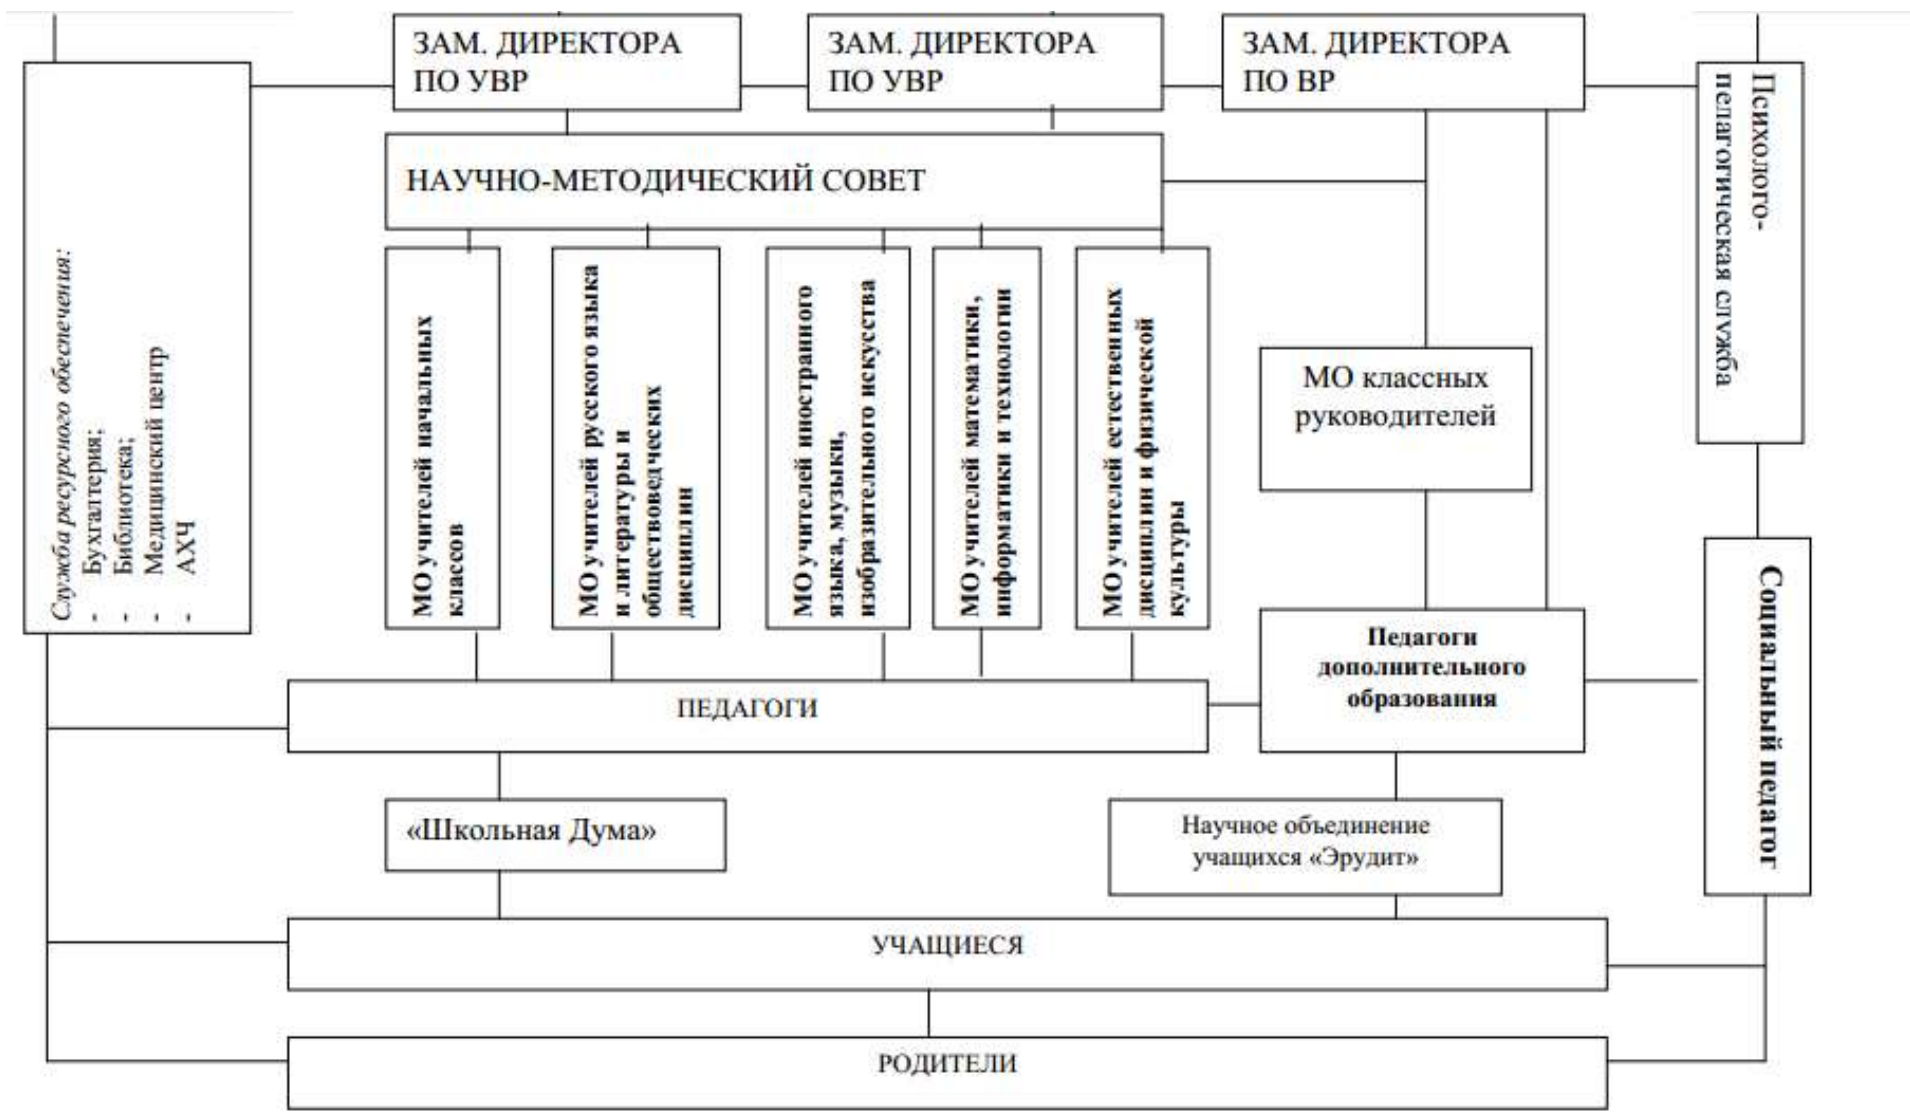 ЗАМ. ДИРЕКТОРА
ПО УВР
ЗАМ. ДИРЕКТОРА
ПО УВР
ЗАМ. ДИРЕКТОРА
ПО ВР
Служба ресурсного обеспечения:
- Бухгалтерия;
- Библиотека;
- Медицинский центр
- АХЧ
Психолого-
педагогическая служба
НАУЧНО-МЕТОДИЧЕСКИЙ СОВЕТ
МО учителей начальных
классов
МО учителей русского языка
и литературы и
обществоведческих
дисциплин
МО учителей иностранного
языка, музыки,
изобразительного искусства
МО учителей математики,
информатики и технологии
МО учителей естественных
дисциплин и физической
культуры
МО классных
руководителей
Социальный педагог
Педагоги
дополнительного
образования
ПЕДАГОГИ
«Школьная Дума»
Научное объединение
учащихся «Эрудит»
УЧАЩИЕСЯ
РОДИТЕЛИ